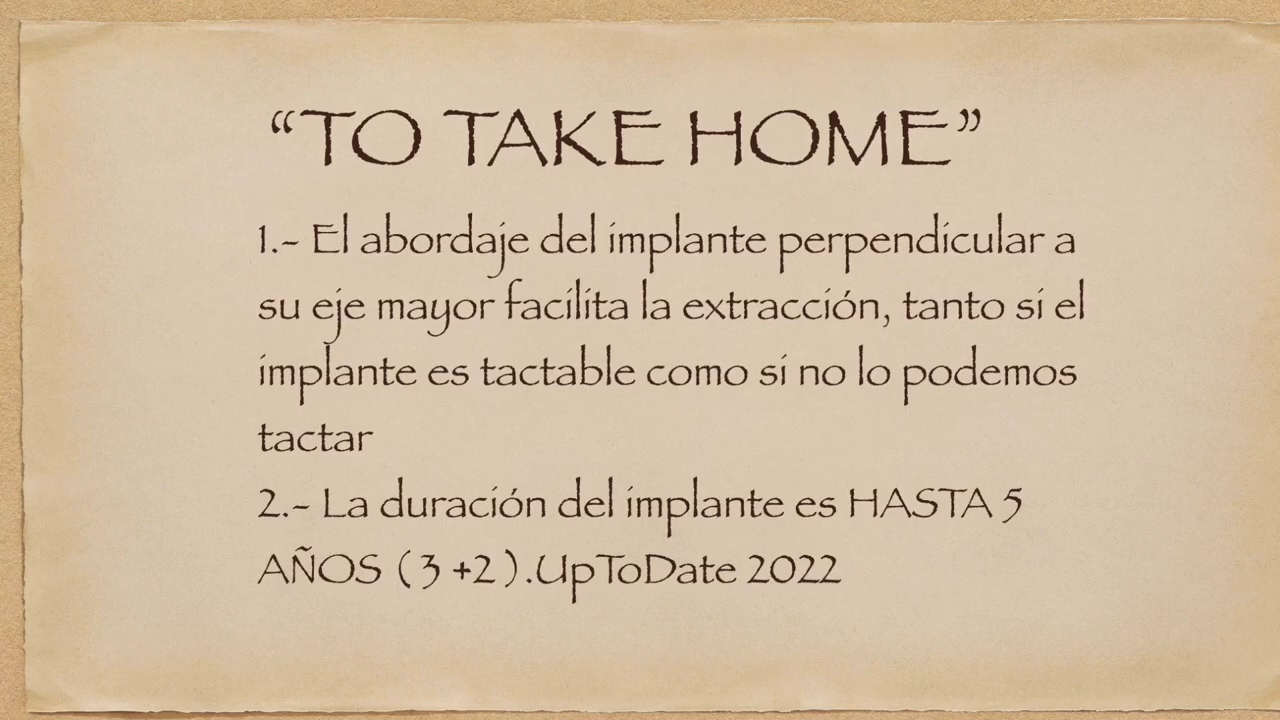 “TO TAKE HOME”
1.- El abordaje del implante perpendicular a
su eje mayor facilita la extracción, tanto si el
implante es tactable como si no lo podemos
tactar
2.- La duración del implante es HASTA 5
AÑOS ( 3 +2 ).UpToDate 2022